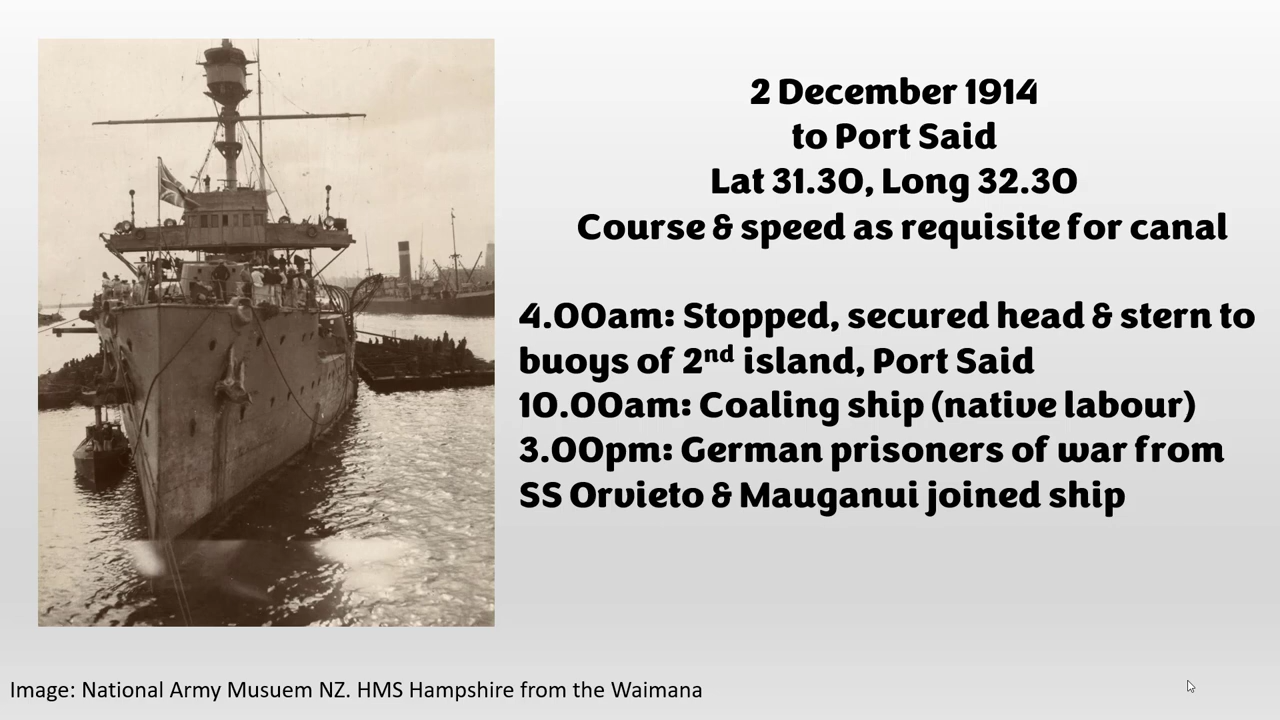 2 December 1914
to Port Said
Lat 31.30, Long 32.30
Course & speed as requisite for canal
4.00am: Stopped, secured head & stern to
buoys of 2nd island, Port Said
10.00am: Coaling ship (native labour)
3.00pm: German prisoners of war from
SS Orvieto & Mauganui joined ship
Image: National Army Musuem NZ. HMS Hampshire from the Waimana